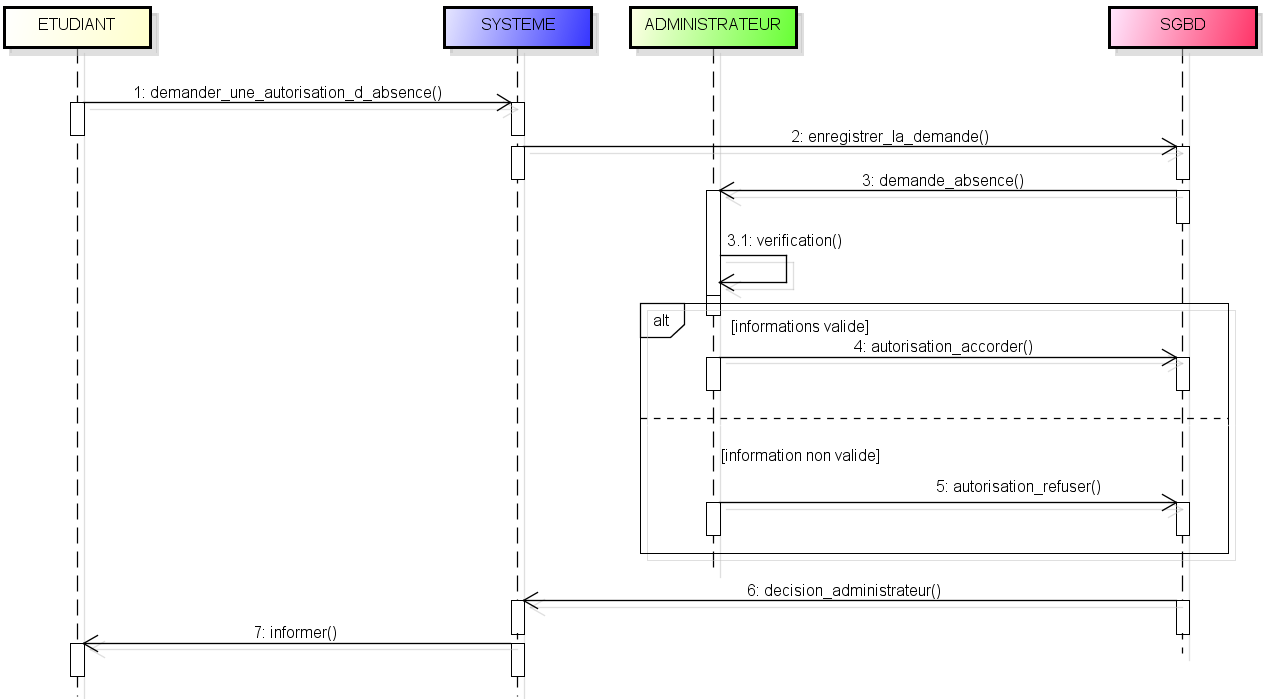 ETUDIANT
SYSTEME
ADMINISTRATEUR
SGBD
1: demander_une_autorisation_d_absence()
2: enregistrer_la_demande()
3: demande_absence()
3.1: verification()
alt
[informations valide]
4: autorisation_accorder()
[information non valide]
5: autorisation_refuser()
6: decision_administrateur()
7: informer()